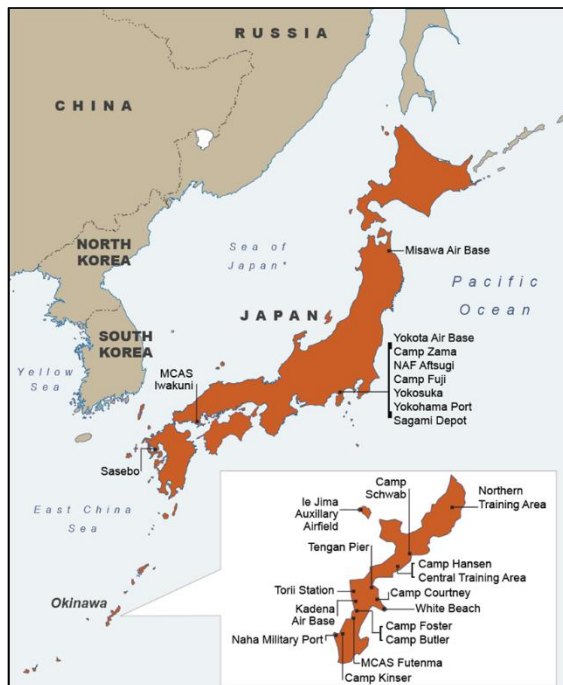 RUSSIA
CHINA
NORTH
KOREA
Sea of
Japan*
Misawa Air Base
Pacific
Ocean
JAPAN
SOUTH
KOREA
Yellow
Sea
MCAS
Iwakuni
Yokota Air Base
Camp Zama
NAF Aftsugi
Camp Fuji
Yokosuka
Yokohama Port
Sagami Depot
Sasebo
East China
Sea
Okinawa
Camp
Schwab
Northern
Training Area
Ie Jima
Auxillary
Airfield
Tengan Pier
Camp Hansen
Central Training Area
Torii Station
Camp Courtney
Kadena
Air Base
White Beach
Camp Foster
Camp Butler
Naha Military Port
MCAS Futenma
Camp Kinser